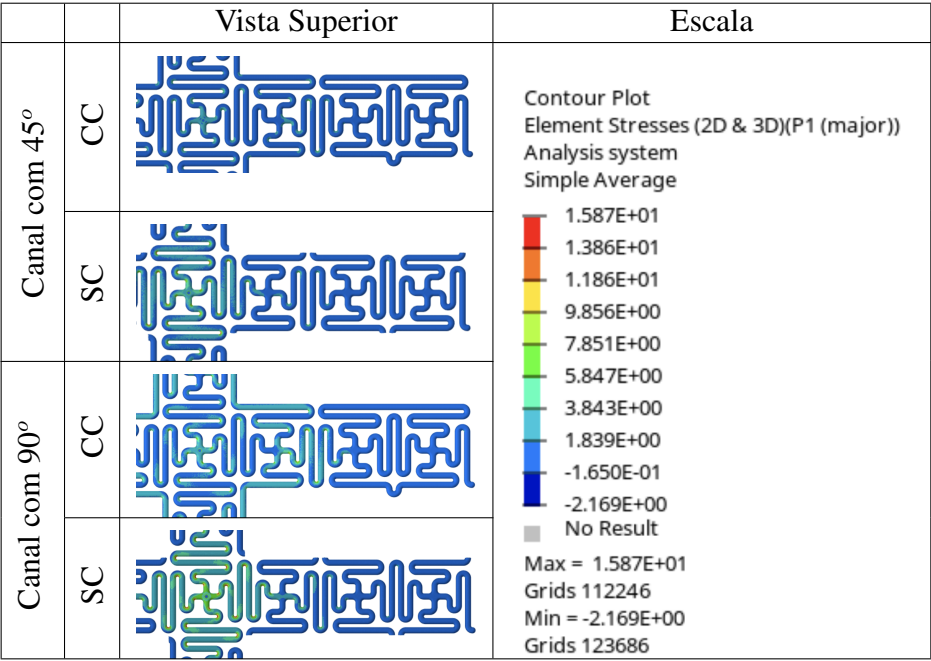 Vista Superior
Escala
Canal com 45º
CC
SC
Canal com 90º
CC
SC
Contour Plot
Element Stresses (2D & 3D)(P1 (major))
Analysis system
Simple Average
1.587E+01
1.386E+01
1.186E+01
9.856E+00
7.851E+00
5.847E+00
3.843E+00
1.839E+00
-1.650E-01
-2.169E+00
No Result
Max = 1.587E+01
Grids 112246
Min = -2.169E+00
Grids 123686